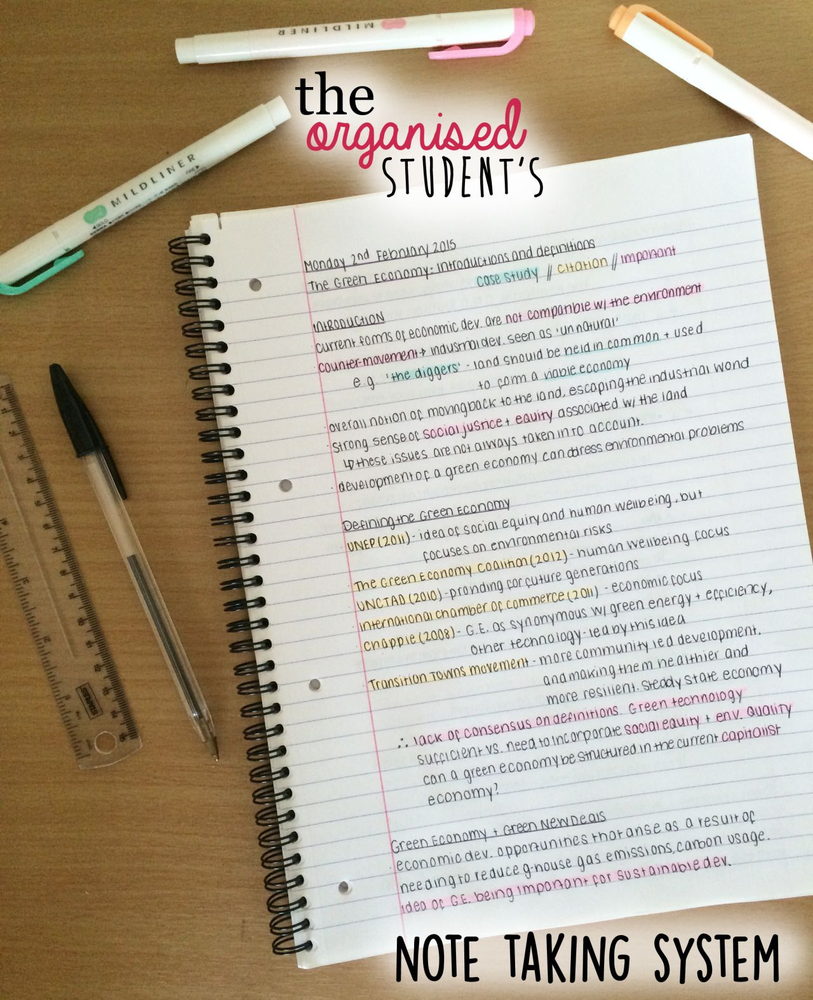 MILDLINER
MILDLINER
the
organised
STUDENT'S
Monday 2nd February 2015
The Green Economy: Introductions and definitions
case study // citation // important
INTRODUCTION
· current forms of economic dev. are not compatible w/ the environment
· counter-movement → industrial dev. seen as 'unnatural'
e.g 'the diggers' - land should be held in common + used
to form a viable economy
· overall notion of moving back to the land, escaping the industrial world
· strong sense of social justice + equity associated w/ the land
↳ these issues are not always taken into account.
· development of a green economy can adress environmental problems
Defining the Green Economy
· UNEP (2011) - idea of social equity and human wellbeing, but
focuses on environmental risks
· The Green Economy Coalition (2012) - human wellbeing focus
· UNCTAD (2010) - providing for future generations
· international chamber of commerce (2011) - economic focus
· Chapple (2008) - G.E. as synonymous w/ green energy + efficiency,
other technology-led by this idea
· Transition Towns movement - more community led development.
and making them healthier and
more resilient. steady state economy
∴ lack of consensus on definitions. Green technology
sufficient vs. need to incorporate social equity + env. quality
can a green economy be structured in the current capitalist
economy?
Green Economy + Green New Deals
· economic dev. opportunities that arise as a result of
needing to reduce g-house gas emissions, carbon usage.
· idea of G.E. being important for sustainable dev.
NOTE TAKING SYSTEM